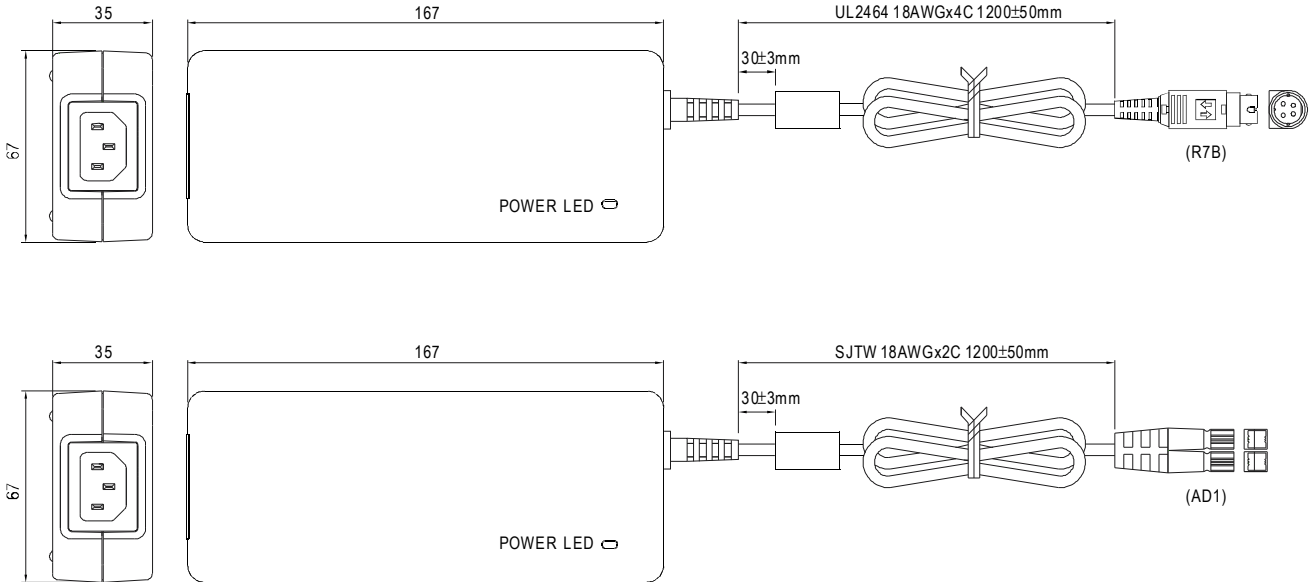 35
167
UL2464 18AWGx4C 1200±50mm
30±3mm
67
POWER LED
(R7B)
35
167
SJTW 18AWGx2C 1200±50mm
30±3mm
67
POWER LED
(AD1)